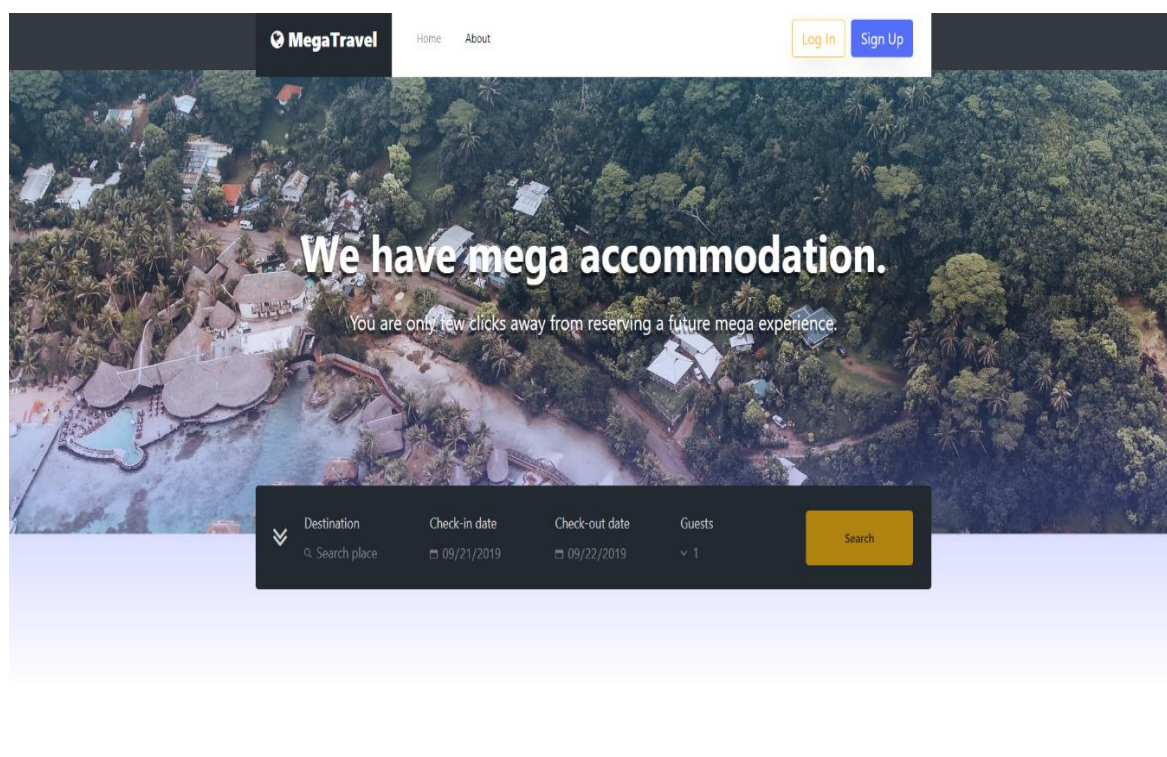 MegaTravel Home About Log In Sign Up
We have mega accommodation.
You are only few clicks away from reserving a future mega experience.
Destination Check-in date Check-out date Guests
Search place 09/21/2019 09/22/2019 1
Search